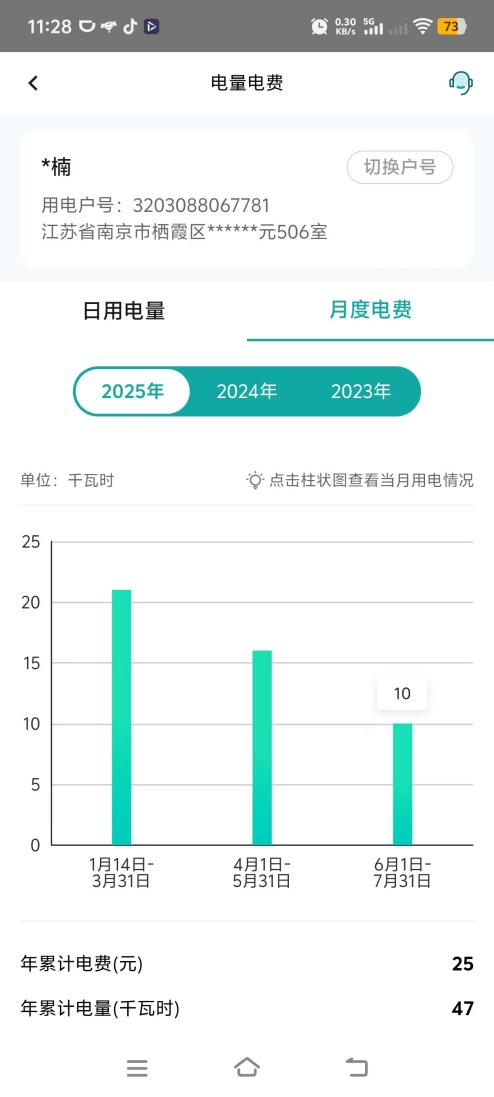 11:28
0.30
KB/s
5G
73
电量电费
*楠
切换户号
用电户号：3203088067781
江苏省南京市栖霞区******元506室
日用电量
月度电费
2025年
2024年
2023年
单位：千瓦时
点击柱状图查看当月用电情况
25
20
15
10
5
0
10
1月14日-
3月31日
4月1日-
5月31日
6月1日-
7月31日
年累计电费(元)
25
年累计电量(千瓦时)
47